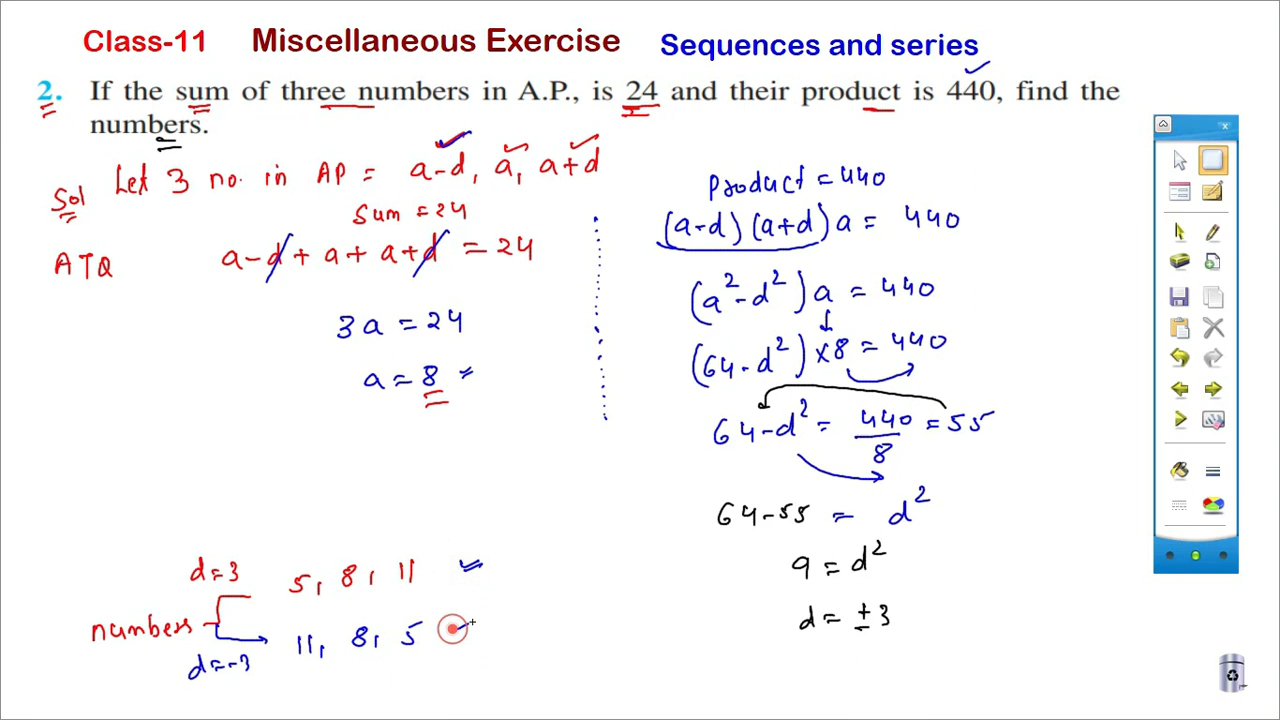 Class-11 Miscellaneous Exercise Sequences and series
2. If the sum of three numbers in A.P., is 24 and their product is 440, find the
numbers.
Sol Let 3 no. in AP = a-d, a, a+d
Sum = 24
ATQ a-d + a + a+d = 24
3a = 24
a = 8
Product = 440
(a-d) (a+d) a = 440
(a² - d²) a = 440
(64 - d²) × 8 = 440
64 - d² = 440/8 = 55
64 - 55 = d²
9 = d²
d = ± 3
numbers
d = 3 5, 8, 11
d = -3 11, 8, 5